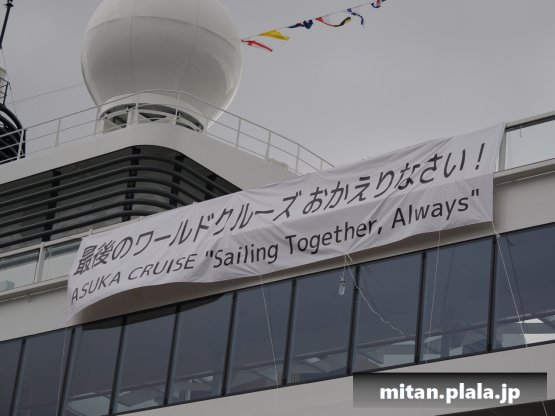 最後のワールドクルーズ おかえりなさい！
ASUKA CRUISE "Sailing Together, Always"
mitan.plala.jp